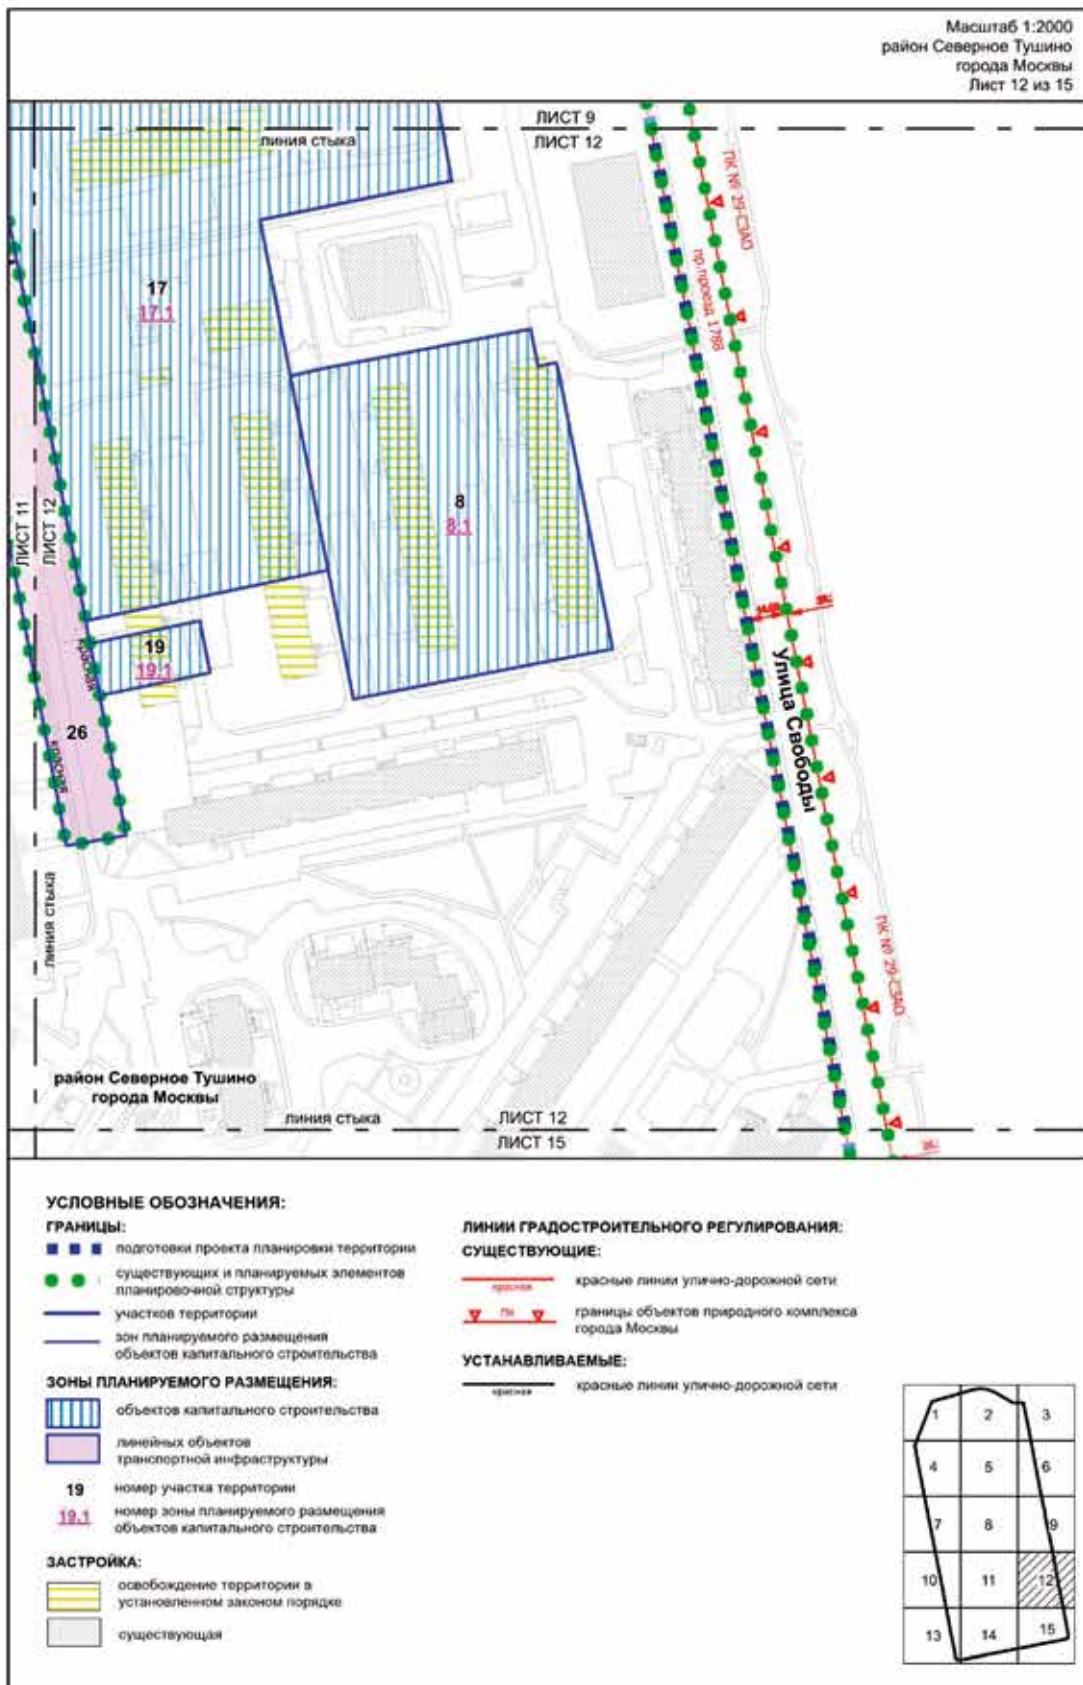 Масштаб 1:2000
район Северное Тушино
города Москвы
Лист 12 из 15
ЛИСТ 9
линия стыка
ЛИСТ 12
ПК № 29-СЗАО
пр.проезд 1788
17
17.1
8
8.1
ЛИСТ 11
ЛИСТ 12
19
19.1
красная
26
красная
Улица Свободы
линия стыка
ПК № 29-СЗАО
район Северное Тушино
города Москвы
линия стыка
ЛИСТ 12
ЛИСТ 15
УСЛОВНЫЕ ОБОЗНАЧЕНИЯ:
ГРАНИЦЫ:
подготовки проекта планировки территории
существующих и планируемых элементов
планировочной структуры
участков территории
зон планируемого размещения
объектов капитального строительства
ЗОНЫ ПЛАНИРУЕМОГО РАЗМЕЩЕНИЯ:
объектов капитального строительства
линейных объектов
транспортной инфраструктуры
19 номер участка территории
19.1 номер зоны планируемого размещения
объектов капитального строительства
ЗАСТРОЙКА:
освобождение территории в
установленном законом порядке
существующая
ЛИНИИ ГРАДОСТРОИТЕЛЬНОГО РЕГУЛИРОВАНИЯ:
СУЩЕСТВУЮЩИЕ:
красная
красные линии улично-дорожной сети
ПК
границы объектов природного комплекса
города Москвы
УСТАНАВЛИВАЕМЫЕ:
красная
красные линии улично-дорожной сети
1 2 3
4 5 6
7 8 9
10 11 12
13 14 15